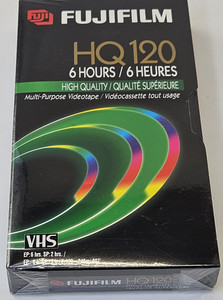 FUJI FUJIFILM
HQ 120
6 HOURS / 6 HEURES
HIGH QUALITY / QUALITÉ SUPÉRIEURE
Multi-Purpose Videotape / Vidéocassette tout usage
VHS
EP: 6 hrs. SP: 2 hrs. /
FUJIFILM HQ 120